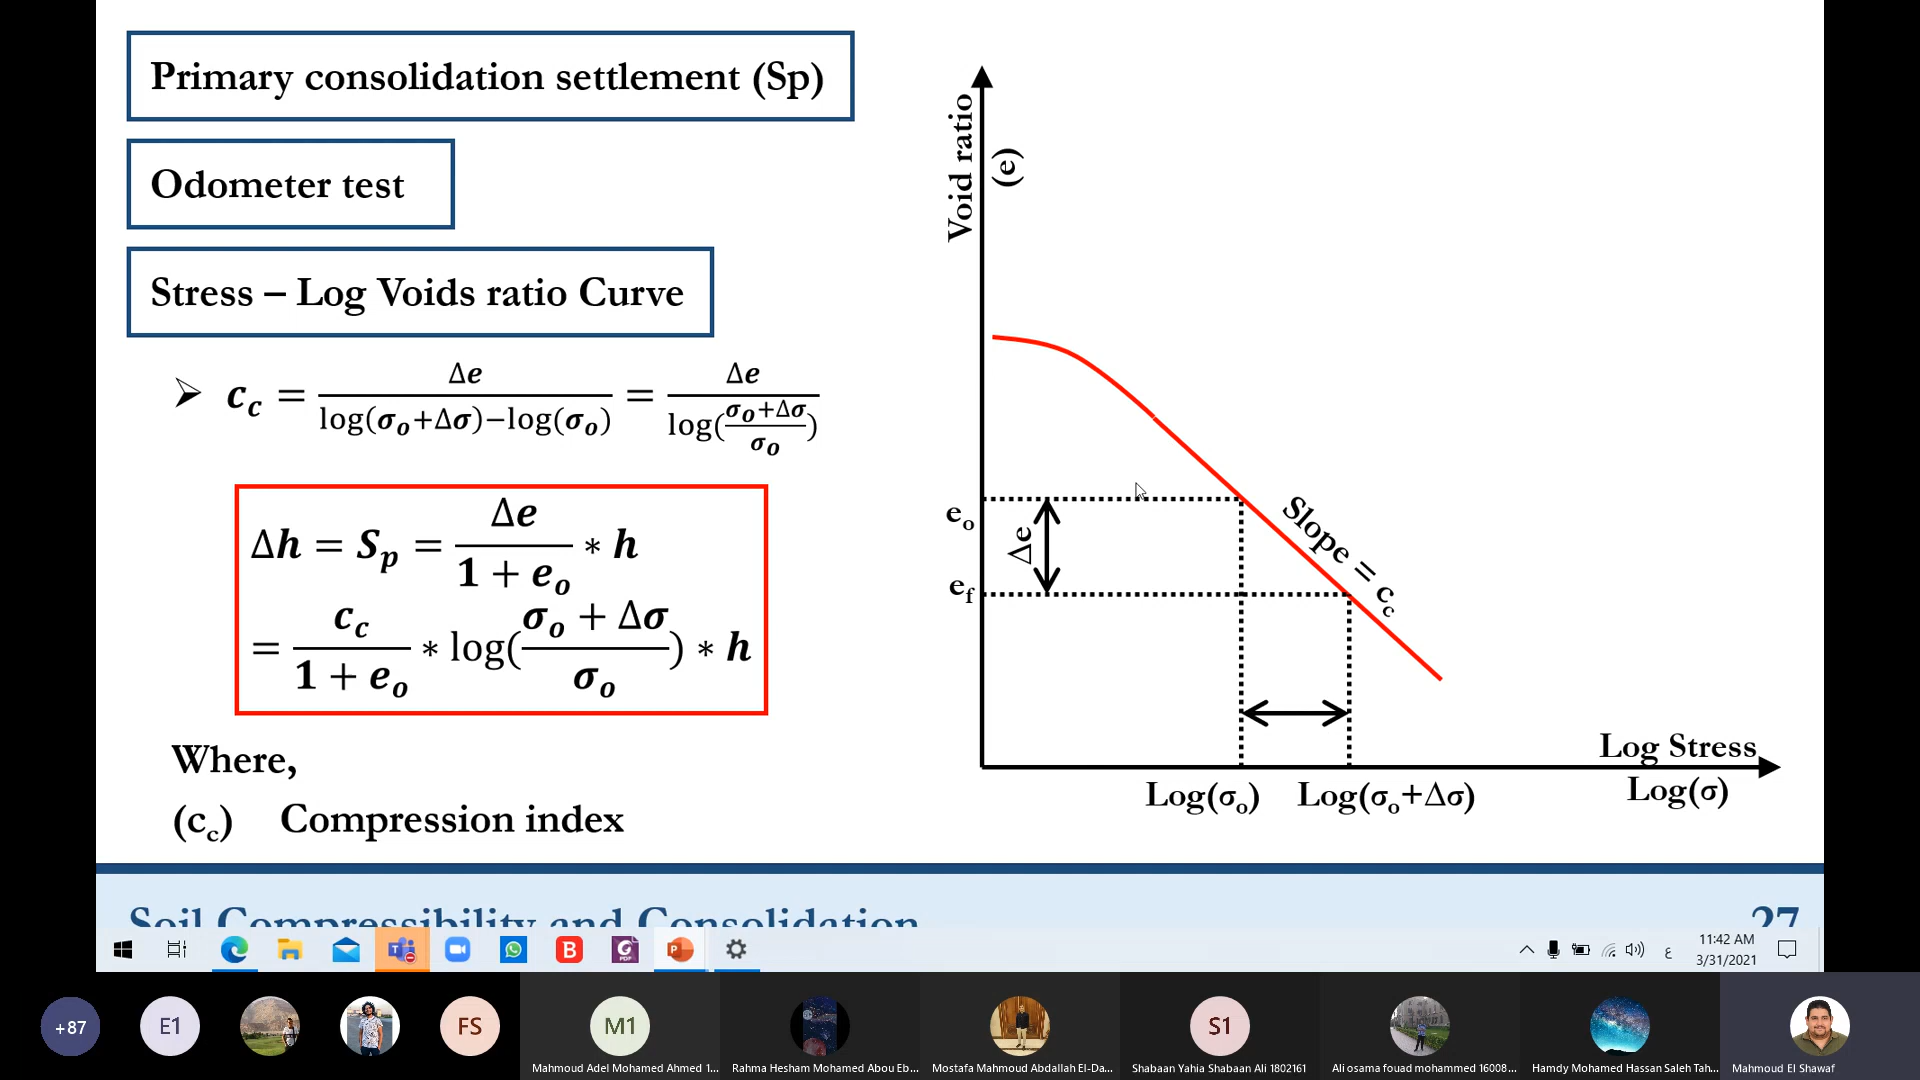 Primary consolidation settlement (Sp)
Odometer test
Stress – Log Voids ratio Curve
➢ c_c = Δe / (log(σ_o+Δσ)−log(σ_o)) = Δe / log((σ_o+Δσ)/σ_o)
Δh = S_p = Δe / (1 + e_o) * h
= c_c / (1 + e_o) * log((σ_o + Δσ)/σ_o) * h
Where,
(c_c) Compression index
Void ratio
(e)
e_o
Δe
e_f
Slope = c_c
Log Stress
Log(σ_o) Log(σ_o+Δσ) Log(σ)
Soil Compressibility and Consolidation 27
11:42 AM
ع 3/31/2021
+87 E1 FS M1 S1
Mahmoud Adel Mohamed Ahmed 1... Rahma Hesham Mohamed Abou Eb... Mostafa Mahmoud Abdallah El-Da... Shabaan Yahia Shabaan Ali 1802161 Ali osama fouad mohammed 16008... Hamdy Mohamed Hassan Saleh Tah... Mahmoud El Shawaf